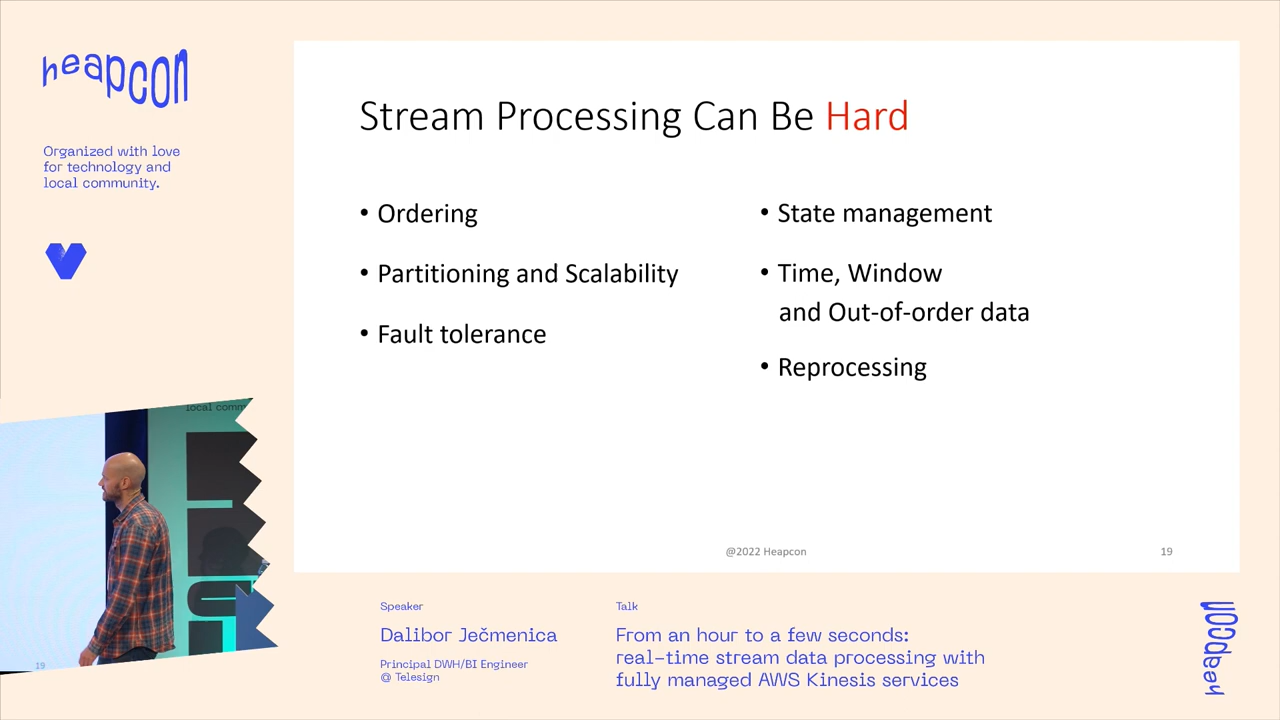 heapcon
Organized with love
for technology and
local community.
Stream Processing Can Be Hard
• Ordering
• Partitioning and Scalability
• Fault tolerance
• State management
• Time, Window
and Out-of-order data
• Reprocessing
@2022 Heapcon
19
local comm
19
Speaker
Dalibor Ječmenica
Principal DWH/BI Engineer
@ Telesign
Talk
From an hour to a few seconds:
real-time stream data processing with
fully managed AWS Kinesis services
heapcon